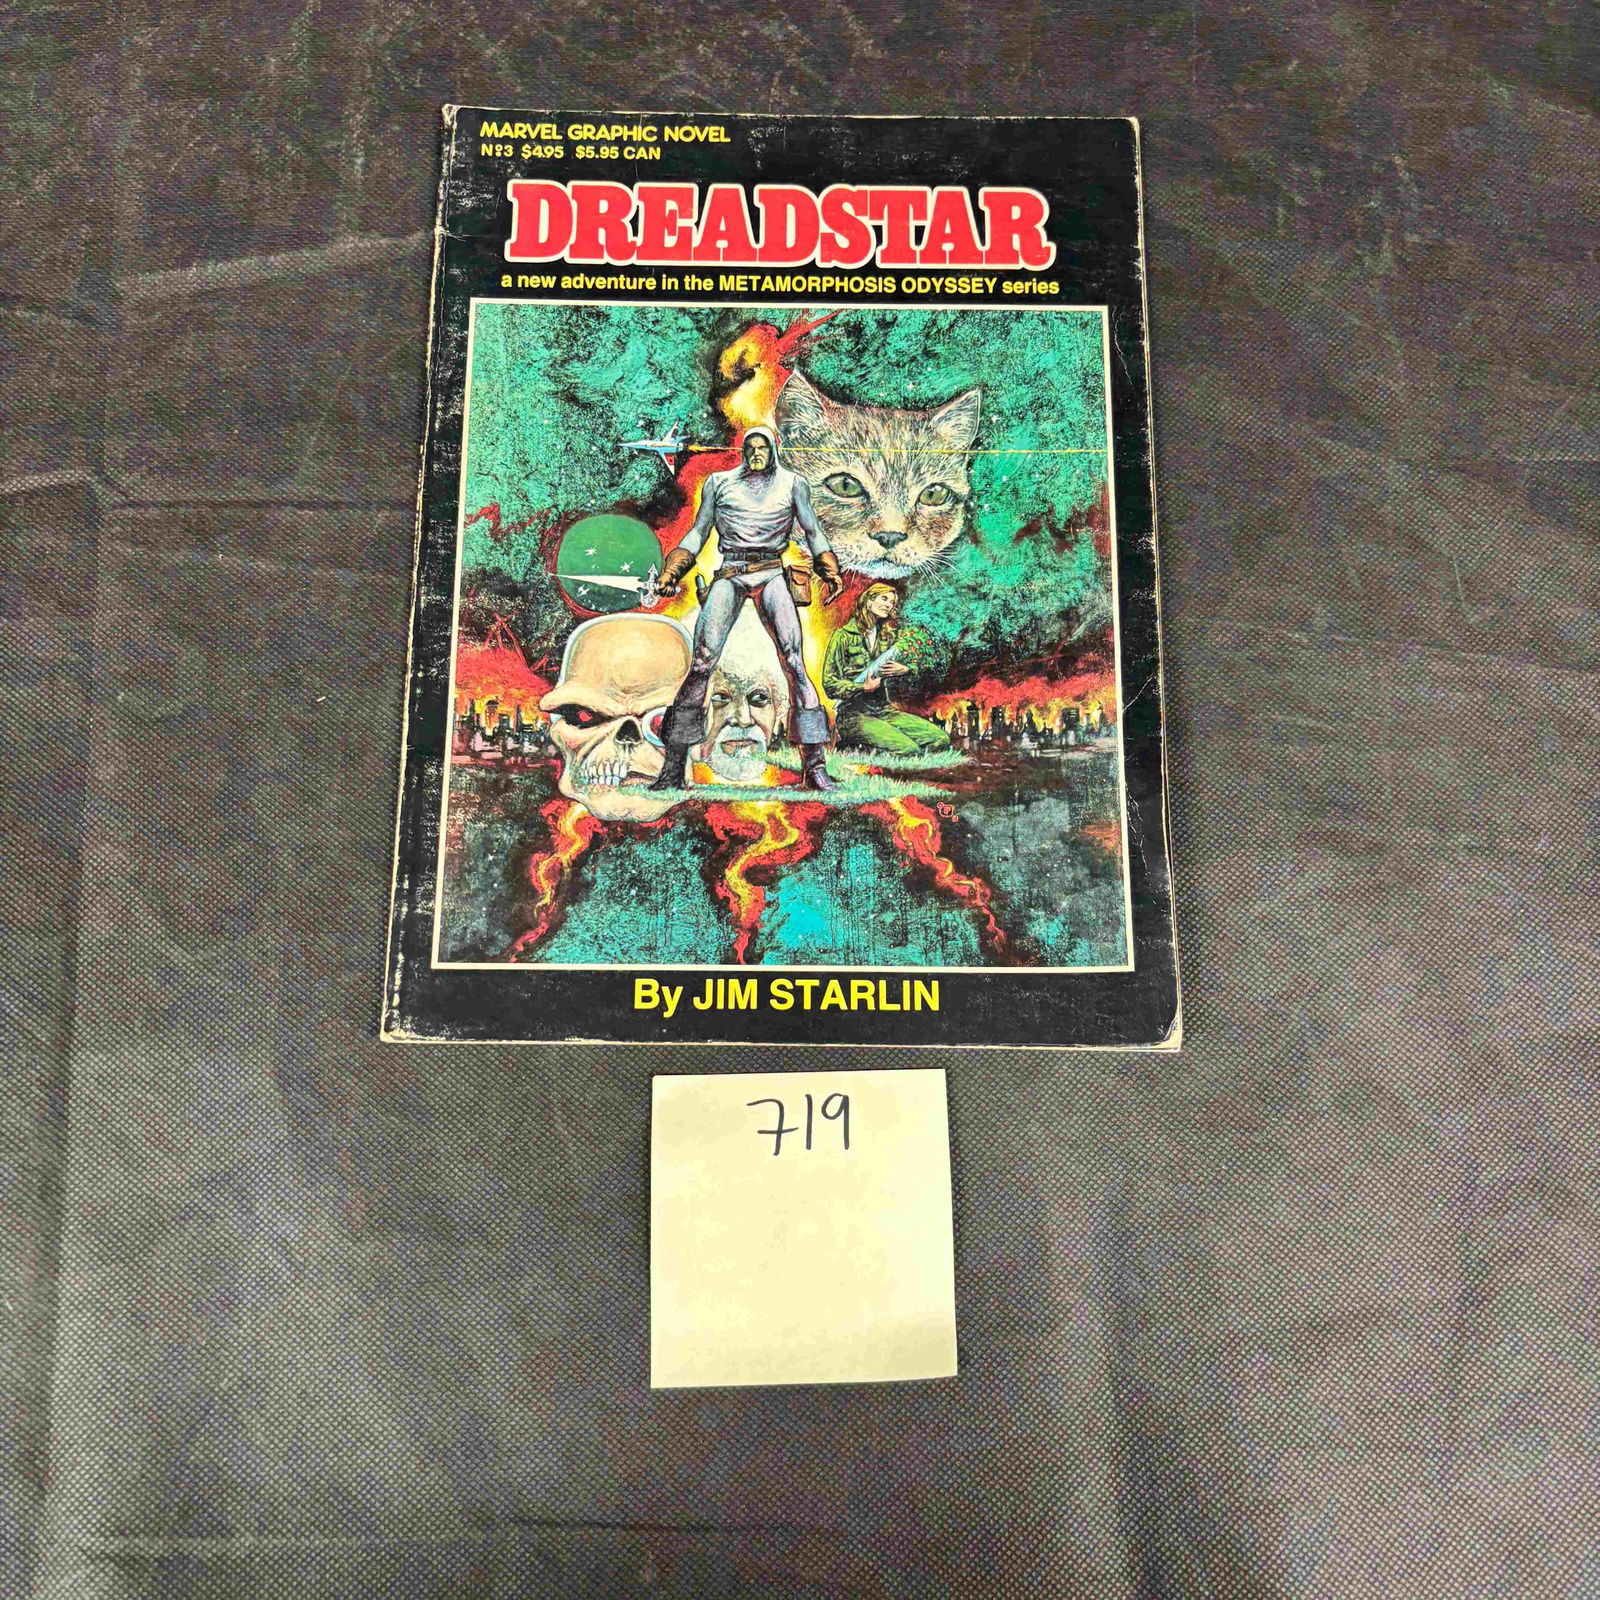 MARVEL GRAPHIC NOVEL
Nº3 $4.95 $5.95 CAN
DREADSTAR
a new adventure in the METAMORPHOSIS ODYSSEY series
By JIM STARLIN
719